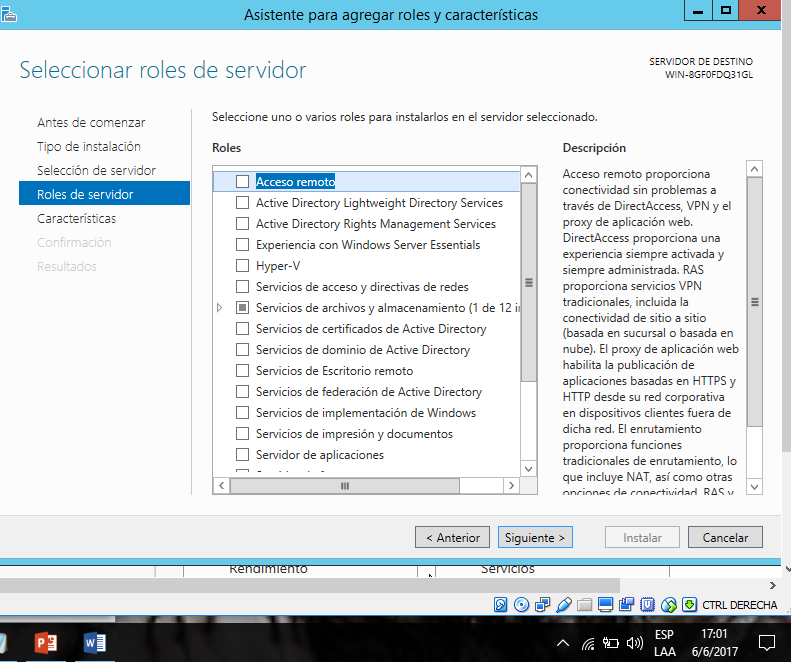 Asistente para agregar roles y características
Seleccionar roles de servidor
SERVIDOR DE DESTINO
WIN-8GF0FDQ31GL
Antes de comenzar
Tipo de instalación
Selección de servidor
Roles de servidor
Características
Confirmación
Resultados
Seleccione uno o varios roles para instalarlos en el servidor seleccionado.
Roles
Acceso remoto
Active Directory Lightweight Directory Services
Active Directory Rights Management Services
Experiencia con Windows Server Essentials
Hyper-V
Servicios de acceso y directivas de redes
Servicios de archivos y almacenamiento (1 de 12 i
Servicios de certificados de Active Directory
Servicios de dominio de Active Directory
Servicios de Escritorio remoto
Servicios de federación de Active Directory
Servicios de implementación de Windows
Servicios de impresión y documentos
Servidor de aplicaciones
Descripción
Acceso remoto proporciona
conectividad sin problemas a
través de DirectAccess, VPN y el
proxy de aplicación web.
DirectAccess proporciona una
experiencia siempre activada y
siempre administrada. RAS
proporciona servicios VPN
tradicionales, incluida la
conectividad de sitio a sitio
(basada en sucursal o basada en
nube). El proxy de aplicación web
habilita la publicación de
aplicaciones basadas en HTTPS y
HTTP desde su red corporativa
en dispositivos clientes fuera de
dicha red. El enrutamiento
proporciona funciones
tradicionales de enrutamiento, lo
que incluye NAT, así como otras
opciones de conectividad. RAS y
< Anterior
Siguiente >
Instalar
Cancelar
Rendimiento
Servicios
CTRL DERECHA
ESP
LAA
17:01
6/6/2017